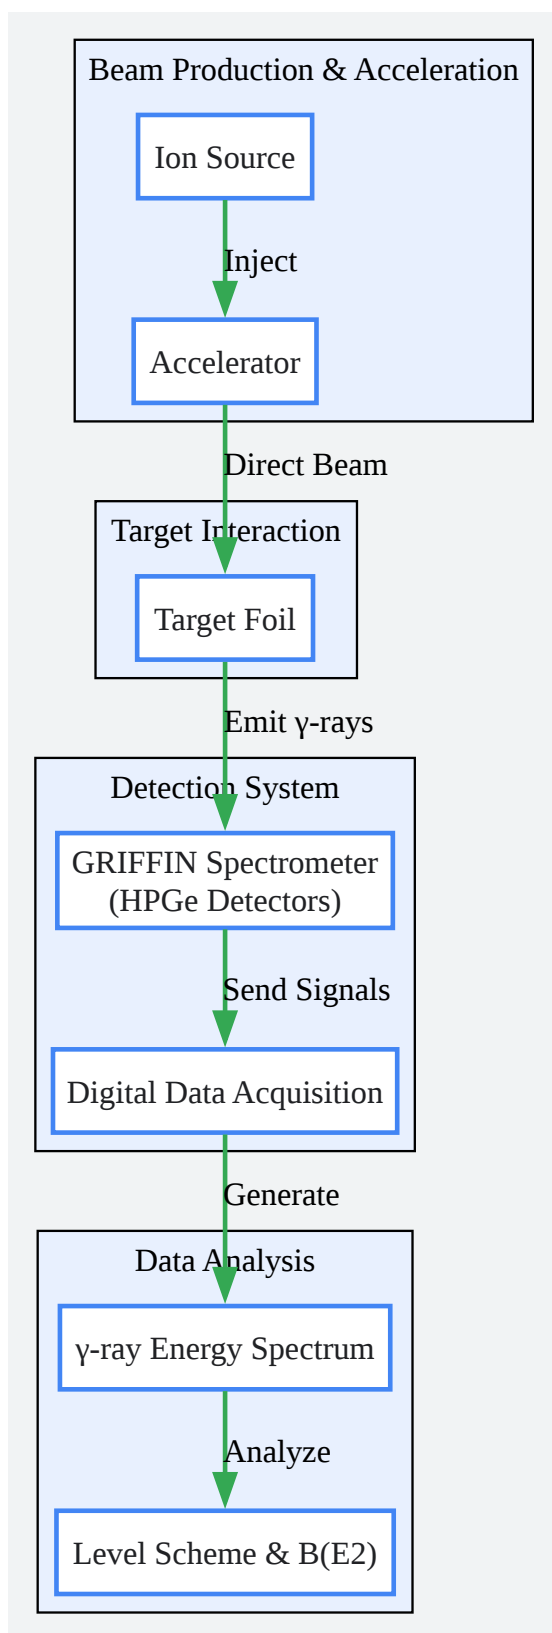 Beam Production & Acceleration
Ion Source
Inject
Accelerator
Direct Beam
Target Interaction
Target Foil
Emit γ-rays
Detection System
GRIFFIN Spectrometer
(HPGe Detectors)
Send Signals
Digital Data Acquisition
Generate
Data Analysis
γ-ray Energy Spectrum
Analyze
Level Scheme & B(E2)